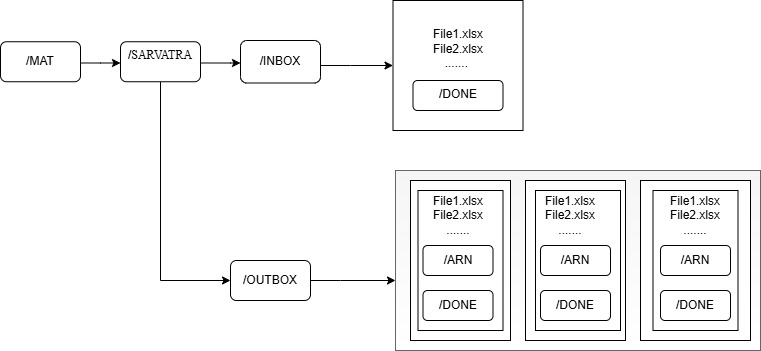 /MAT
/SARVATRA
/INBOX
File1.xlsx
File2.xlsx
.......
/DONE
/OUTBOX
File1.xlsx
File2.xlsx
.......
/ARN
/DONE
File1.xlsx
File2.xlsx
.......
/ARN
/DONE
File1.xlsx
File2.xlsx
.......
/ARN
/DONE